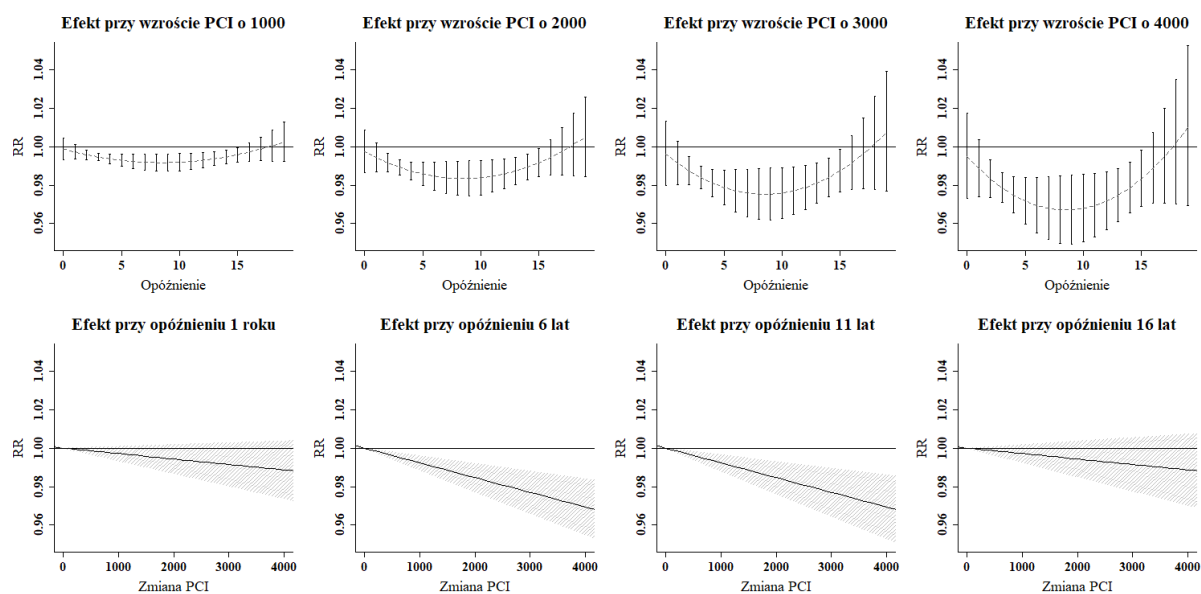 Efekt przy wzroście PCI o 1000
Efekt przy wzroście PCI o 2000
Efekt przy wzroście PCI o 3000
Efekt przy wzroście PCI o 4000
RR
0.96 0.98 1.00 1.02 1.04
0 5 10 15
Opóźnienie
RR
0.96 0.98 1.00 1.02 1.04
0 5 10 15
Opóźnienie
RR
0.96 0.98 1.00 1.02 1.04
0 5 10 15
Opóźnienie
RR
0.96 0.98 1.00 1.02 1.04
0 5 10 15
Opóźnienie
Efekt przy opóźnieniu 1 roku
Efekt przy opóźnieniu 6 lat
Efekt przy opóźnieniu 11 lat
Efekt przy opóźnieniu 16 lat
RR
0.96 0.98 1.00 1.02 1.04
0 1000 2000 3000 4000
Zmiana PCI
RR
0.96 0.98 1.00 1.02 1.04
0 1000 2000 3000 4000
Zmiana PCI
RR
0.96 0.98 1.00 1.02 1.04
0 1000 2000 3000 4000
Zmiana PCI
RR
0.96 0.98 1.00 1.02 1.04
0 1000 2000 3000 4000
Zmiana PCI